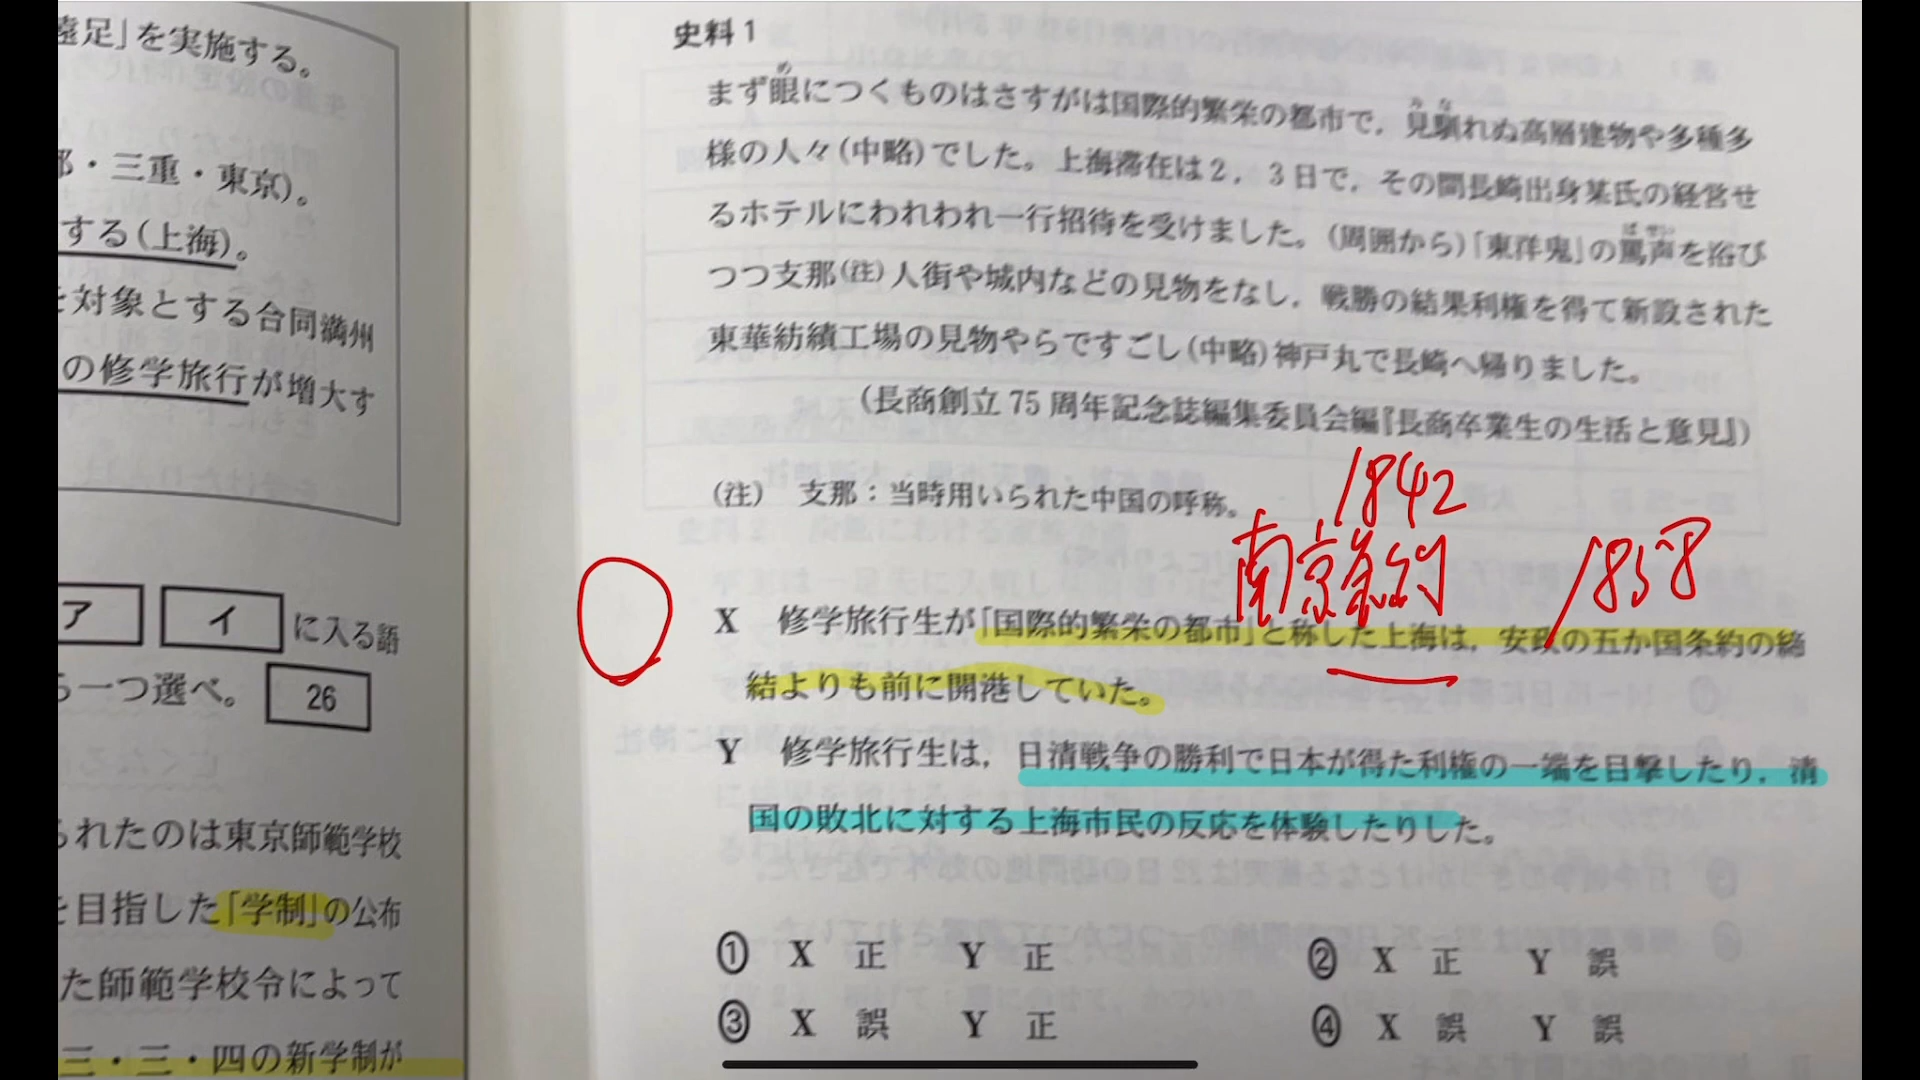 遠足」を実施する。
・三重・東京)。
する(上海)。
対象とする合同満州
の修学旅行が増大す
ア イ に入る語
一つ選べ。 26
られたのは東京師範学校
を目指した「学制」の公布
た師範学校令によって
三・三・四の新学制が
史料1
まず眼につくものはさすがは国際的繁栄の都市で，見馴れぬ高層建物や多種多
様の人々(中略)でした。上海滞在は2，3日で，その間長崎出身某氏の経営せ
るホテルにわれわれ一行招待を受けました。(周囲から)「東洋鬼」の罵声を浴び
つつ支那(注)人街や城内などの見物をなし，戦勝の結果利権を得て新設された
東華紡績工場の見物やらですごし(中略)神戸丸で長崎へ帰りました。
(長商創立75周年記念誌編集委員会編『長商卒業生の生活と意見』)
(注) 支那：当時用いられた中国の呼称。
1842
南京条約
1858
X 修学旅行生が「国際的繁栄の都市」と称した上海は，安政の五か国条約の締
結よりも前に開港していた。
Y 修学旅行生は，日清戦争の勝利で日本が得た利権の一端を目撃したり，清
国の敗北に対する上海市民の反応を体験したりした。
① X 正 Y 正 ② X 正 Y 誤
③ X 誤 Y 正 ④ X 誤 Y 誤